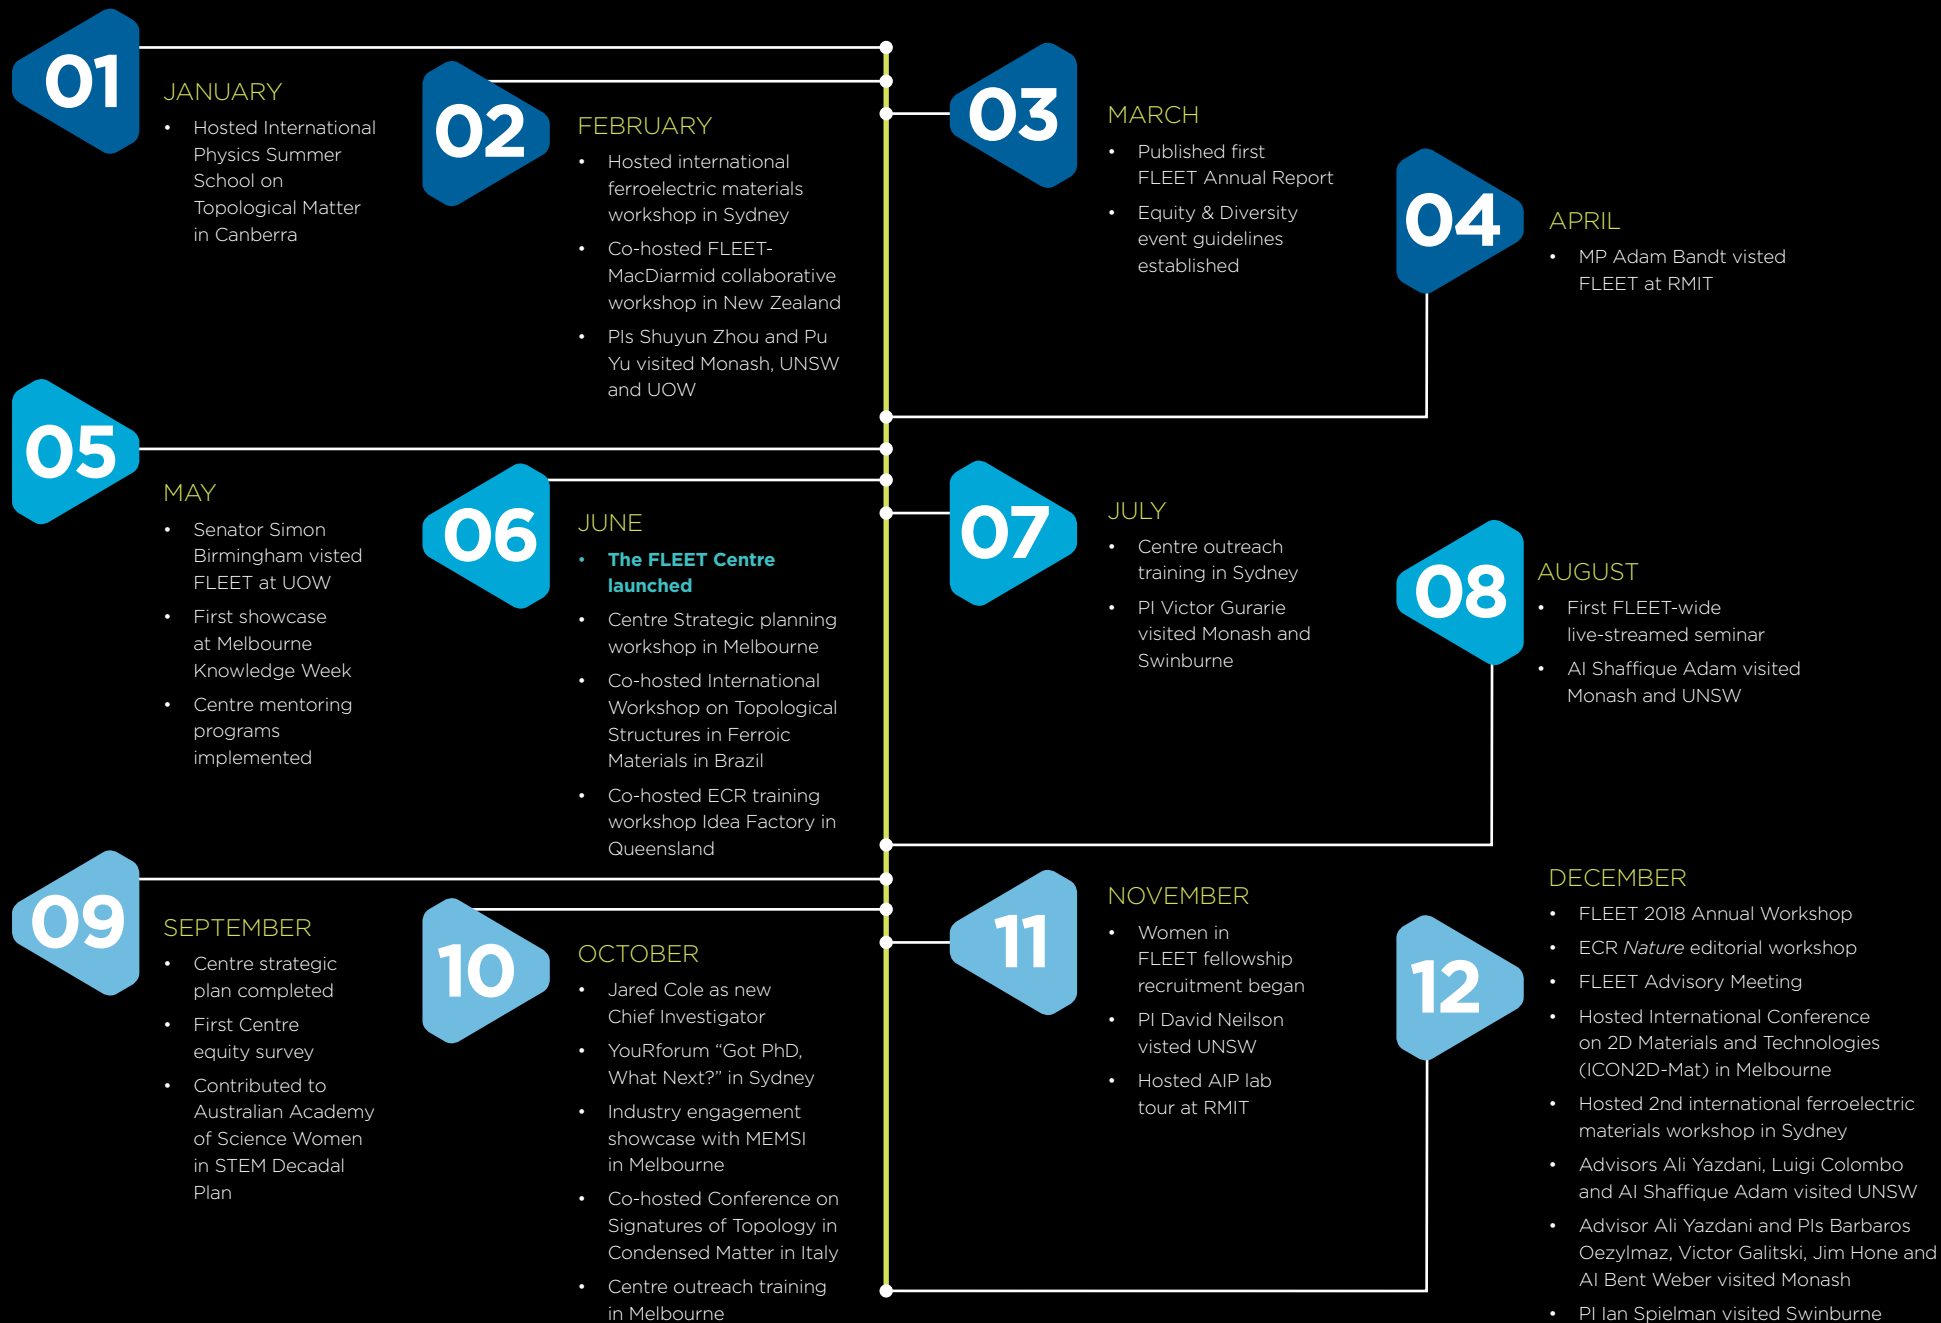 01
JANUARY
• Hosted International
Physics Summer
School on
Topological Matter
in Canberra
02
FEBRUARY
• Hosted international
ferroelectric materials
workshop in Sydney
• Co-hosted FLEET-
MacDiarmid collaborative
workshop in New Zealand
• PIs Shuyun Zhou and Pu
Yu visited Monash, UNSW
and UOW
03
MARCH
• Published first
FLEET Annual Report
• Equity & Diversity
event guidelines
established
04
APRIL
• MP Adam Bandt visted
FLEET at RMIT
05
MAY
• Senator Simon
Birmingham visted
FLEET at UOW
• First showcase
at Melbourne
Knowledge Week
• Centre mentoring
programs
implemented
06
JUNE
• The FLEET Centre
launched
• Centre Strategic planning
workshop in Melbourne
• Co-hosted International
Workshop on Topological
Structures in Ferroic
Materials in Brazil
• Co-hosted ECR training
workshop Idea Factory in
Queensland
07
JULY
• Centre outreach
training in Sydney
• PI Victor Gurarie
visited Monash and
Swinburne
08
AUGUST
• First FLEET-wide
live-streamed seminar
• AI Shaffique Adam visited
Monash and UNSW
09
SEPTEMBER
• Centre strategic
plan completed
• First Centre
equity survey
• Contributed to
Australian Academy
of Science Women
in STEM Decadal
Plan
10
OCTOBER
• Jared Cole as new
Chief Investigator
• YouRforum “Got PhD,
What Next?” in Sydney
• Industry engagement
showcase with MEMSI
in Melbourne
• Co-hosted Conference on
Signatures of Topology in
Condensed Matter in Italy
• Centre outreach training
in Melbourne
11
NOVEMBER
• Women in
FLEET fellowship
recruitment began
• PI David Neilson
visted UNSW
• Hosted AIP lab
tour at RMIT
12
DECEMBER
• FLEET 2018 Annual Workshop
• ECR Nature editorial workshop
• FLEET Advisory Meeting
• Hosted International Conference
on 2D Materials and Technologies
(ICON2D-Mat) in Melbourne
• Hosted 2nd international ferroelectric
materials workshop in Sydney
• Advisors Ali Yazdani, Luigi Colombo
and AI Shaffique Adam visited UNSW
• Advisor Ali Yazdani and PIs Barbaros
Oezylmaz, Victor Galitski, Jim Hone and
AI Bent Weber visited Monash
• PI Ian Spielman visited Swinburne